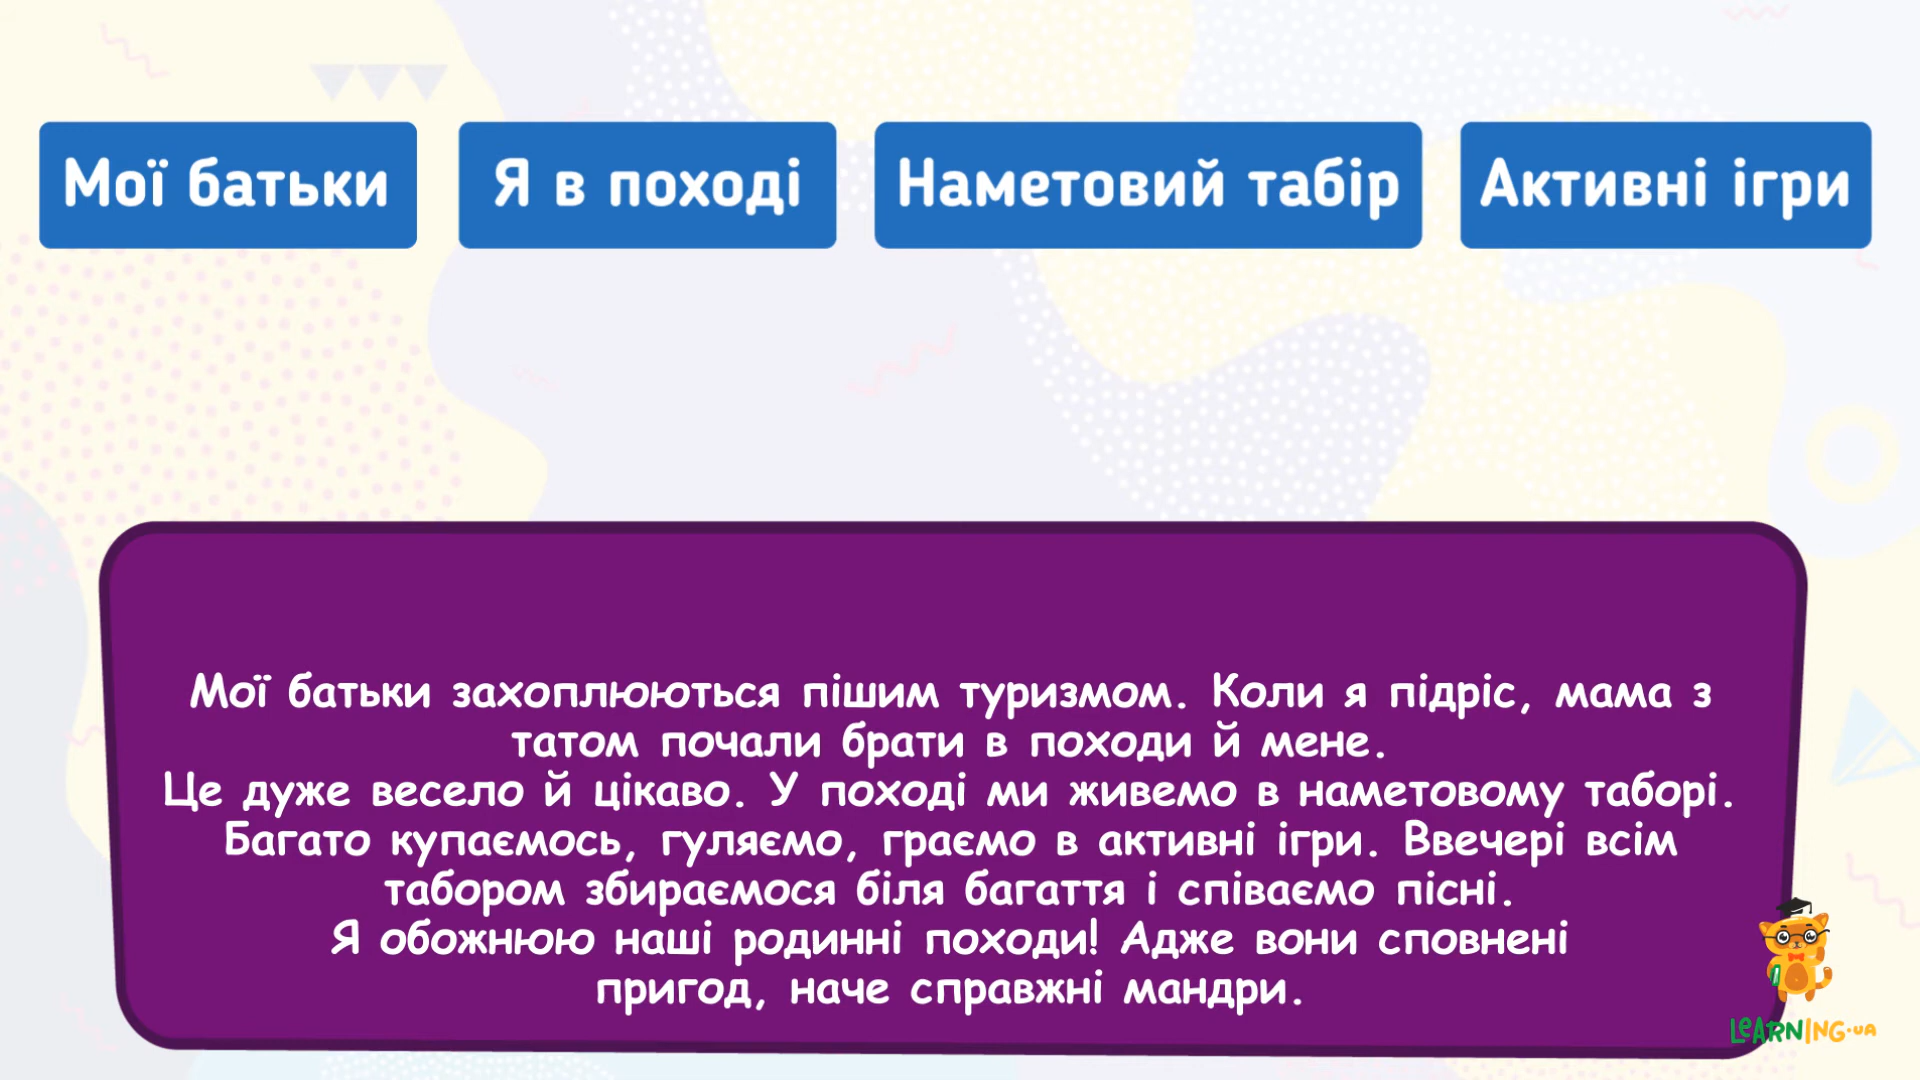 Мої батьки
Я в поході
Наметовий табір
Активні ігри
Мої батьки захоплюються пішим туризмом. Коли я підріс, мама з
татом почали брати в походи й мене.
Це дуже весело й цікаво. У поході ми живемо в наметовому таборі.
Багато купаємось, гуляємо, граємо в активні ігри. Ввечері всім
табором збираємося біля багаття і співаємо пісні.
Я обожнюю наші родинні походи! Адже вони сповнені
пригод, наче справжні мандри.
LEARNING.UA